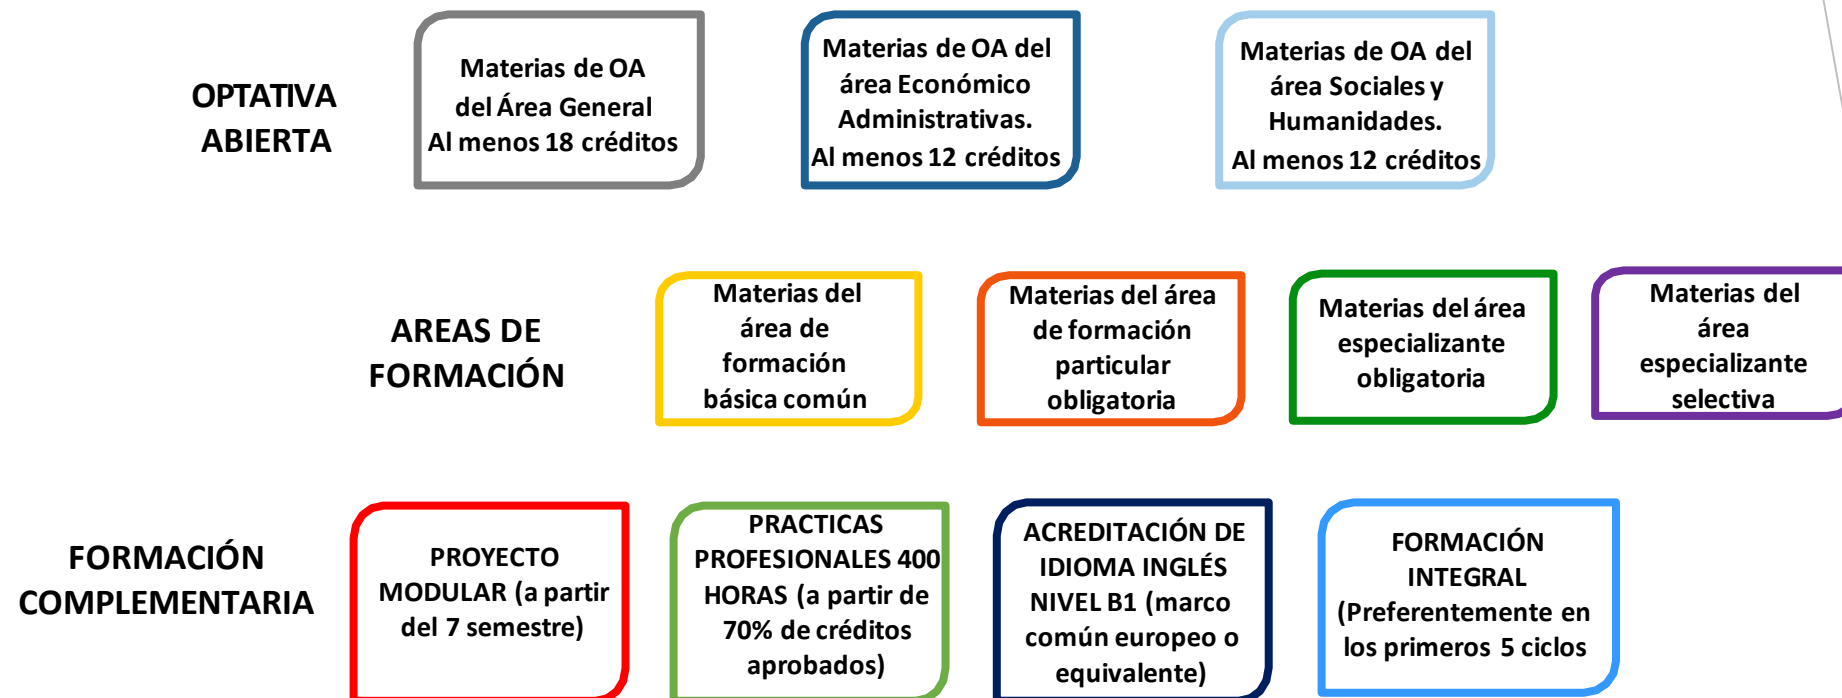 OPTATIVA
ABIERTA
Materias de OA
del Área General
Al menos 18 créditos
Materias de OA del
área Económico
Administrativas.
Al menos 12 créditos
Materias de OA del
área Sociales y
Humanidades.
Al menos 12 créditos
AREAS DE
FORMACIÓN
Materias del
área de
formación
básica común
Materias del área
de formación
particular
obligatoria
Materias del área
especializante
obligatoria
Materias del
área
especializante
selectiva
FORMACIÓN
COMPLEMENTARIA
PROYECTO
MODULAR (a partir
del 7 semestre)
PRACTICAS
PROFESIONALES 400
HORAS (a partir de
70% de créditos
aprobados)
ACREDITACIÓN DE
IDIOMA INGLÉS
NIVEL B1 (marco
común europeo o
equivalente)
FORMACIÓN
INTEGRAL
(Preferentemente en
los primeros 5 ciclos